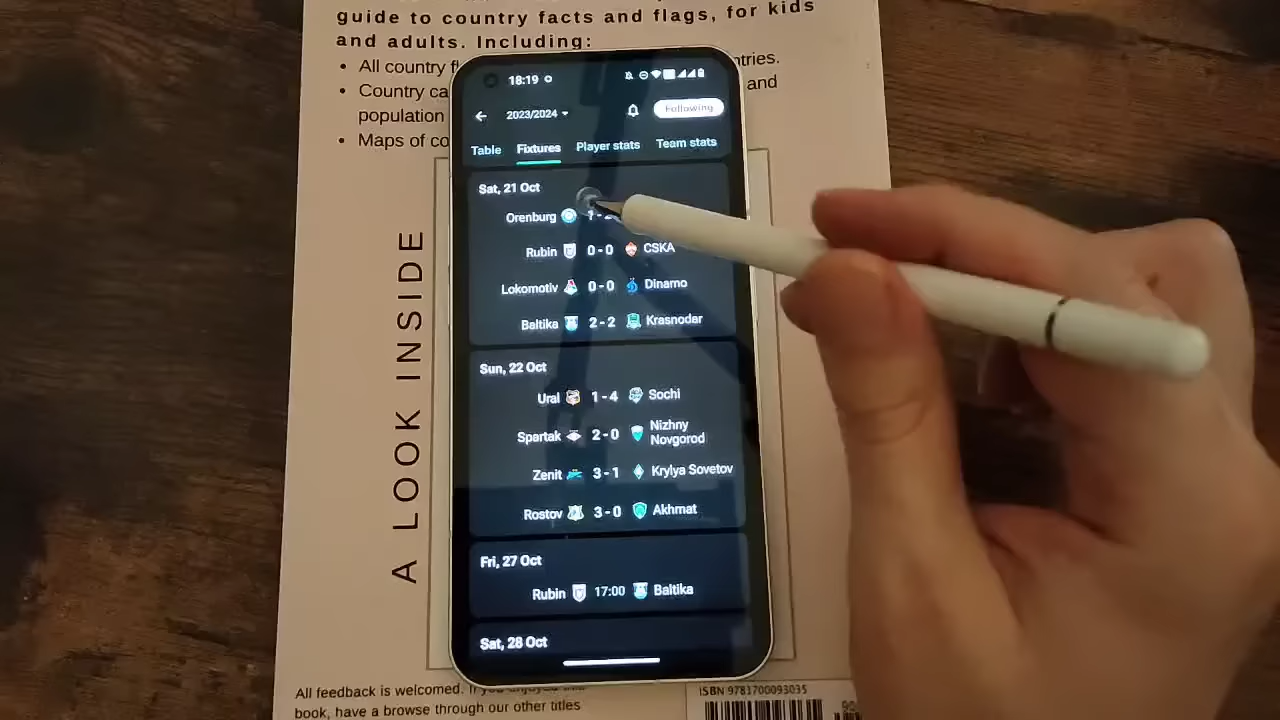 guide to country facts and flags, for kids
and adults. Including:
• All country
ntries.
• Country
and
population
• Maps of
A LOOK INSIDE
18:19
2023/2024
Following
Table Fixtures Player stats Team stats
Sat, 21 Oct
Orenburg
Rubin 0-0 CSKA
Lokomotiv 0-0 Dinamo
Baltika 2-2 Krasnodar
Sun, 22 Oct
Ural 1-4 Sochi
Spartak 2-0 Nizhny
Novgorod
Zenit 3-1 Krylya Sovetov
Rostov 3-0 Akhmat
Fri, 27 Oct
Rubin 17:00 Baltika
Sat, 28 Oct
All feedback is welcomed. If you enjoyed
book, have a browse through our other titles
ISBN 9781700093035